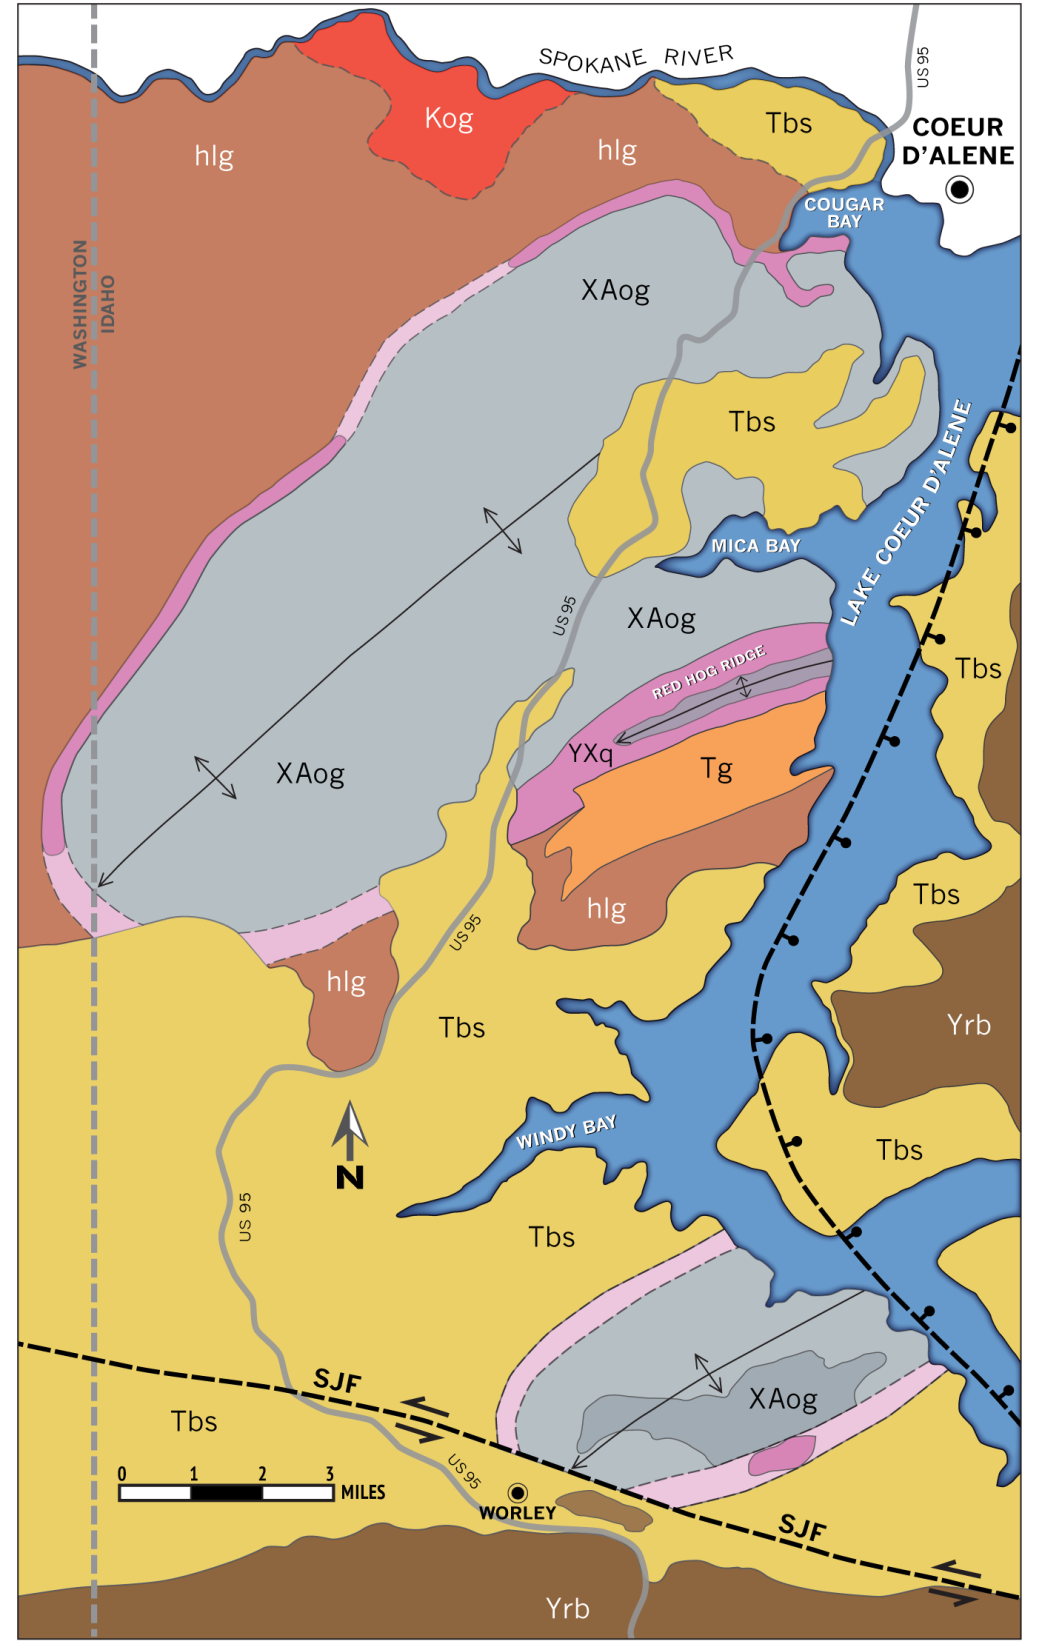 SPOKANE RIVER
US 95
Kog
Tbs
COEUR
D'ALENE
hlg
hlg
COUGAR
BAY
WASHINGTON
IDAHO
XAog
Tbs
LAKE COEUR D'ALENE
MICA BAY
US 95
XAog
Tbs
RED HOG RIDGE
YXq
Tg
XAog
Tbs
hlg
US 95
hlg
Tbs
Yrb
N
WINDY BAY
Tbs
US 95
Tbs
SJF
XAog
Tbs
US 95
0 1 2 3
MILES
WORLEY
SJF
Yrb